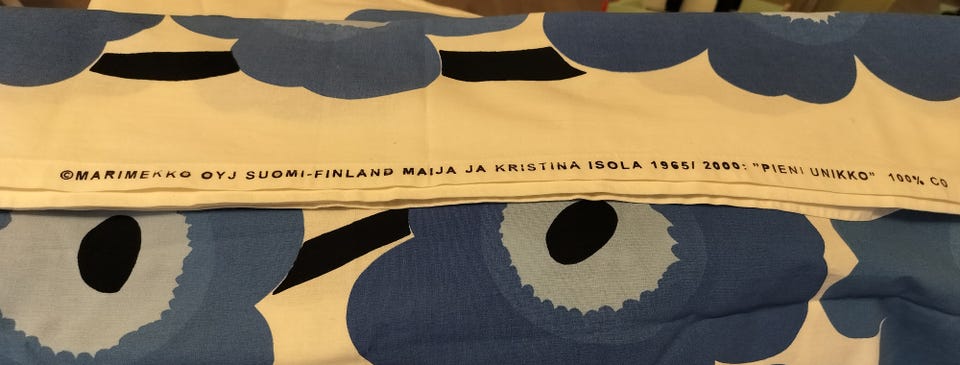 ©MARIMEKKO OYJ SUOMI-FINLAND MAIJA JA KRISTINA ISOLA 1965/ 2000: "PIENI UNIKKO" 100% CO